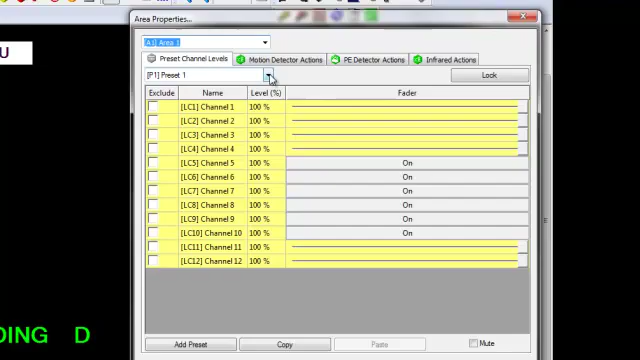 Area Properties...
U
[A1] Area 1
Preset Channel Levels Motion Detector Actions PE Detector Actions Infrared Actions
[P1] Preset 1 Lock
Exclude Name Level (%) Fader
[LC1] Channel 1 100 %
[LC2] Channel 2 100 %
[LC3] Channel 3 100 %
[LC4] Channel 4 100 %
[LC5] Channel 5 100 % On
[LC6] Channel 6 100 % On
[LC7] Channel 7 100 % On
[LC8] Channel 8 100 % On
[LC9] Channel 9 100 % On
[LC10] Channel 10 100 % On
[LC11] Channel 11 100 %
[LC12] Channel 12 100 %
DING D
Add Preset Copy Paste Mute